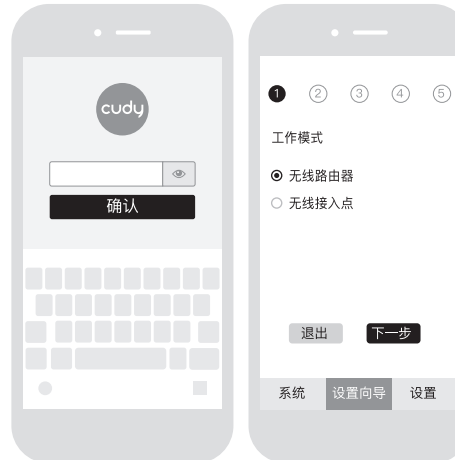 cudy
确认
1 2 3 4 5
工作模式
无线路由器
无线接入点
退出 下一步
系统 设置向导 设置